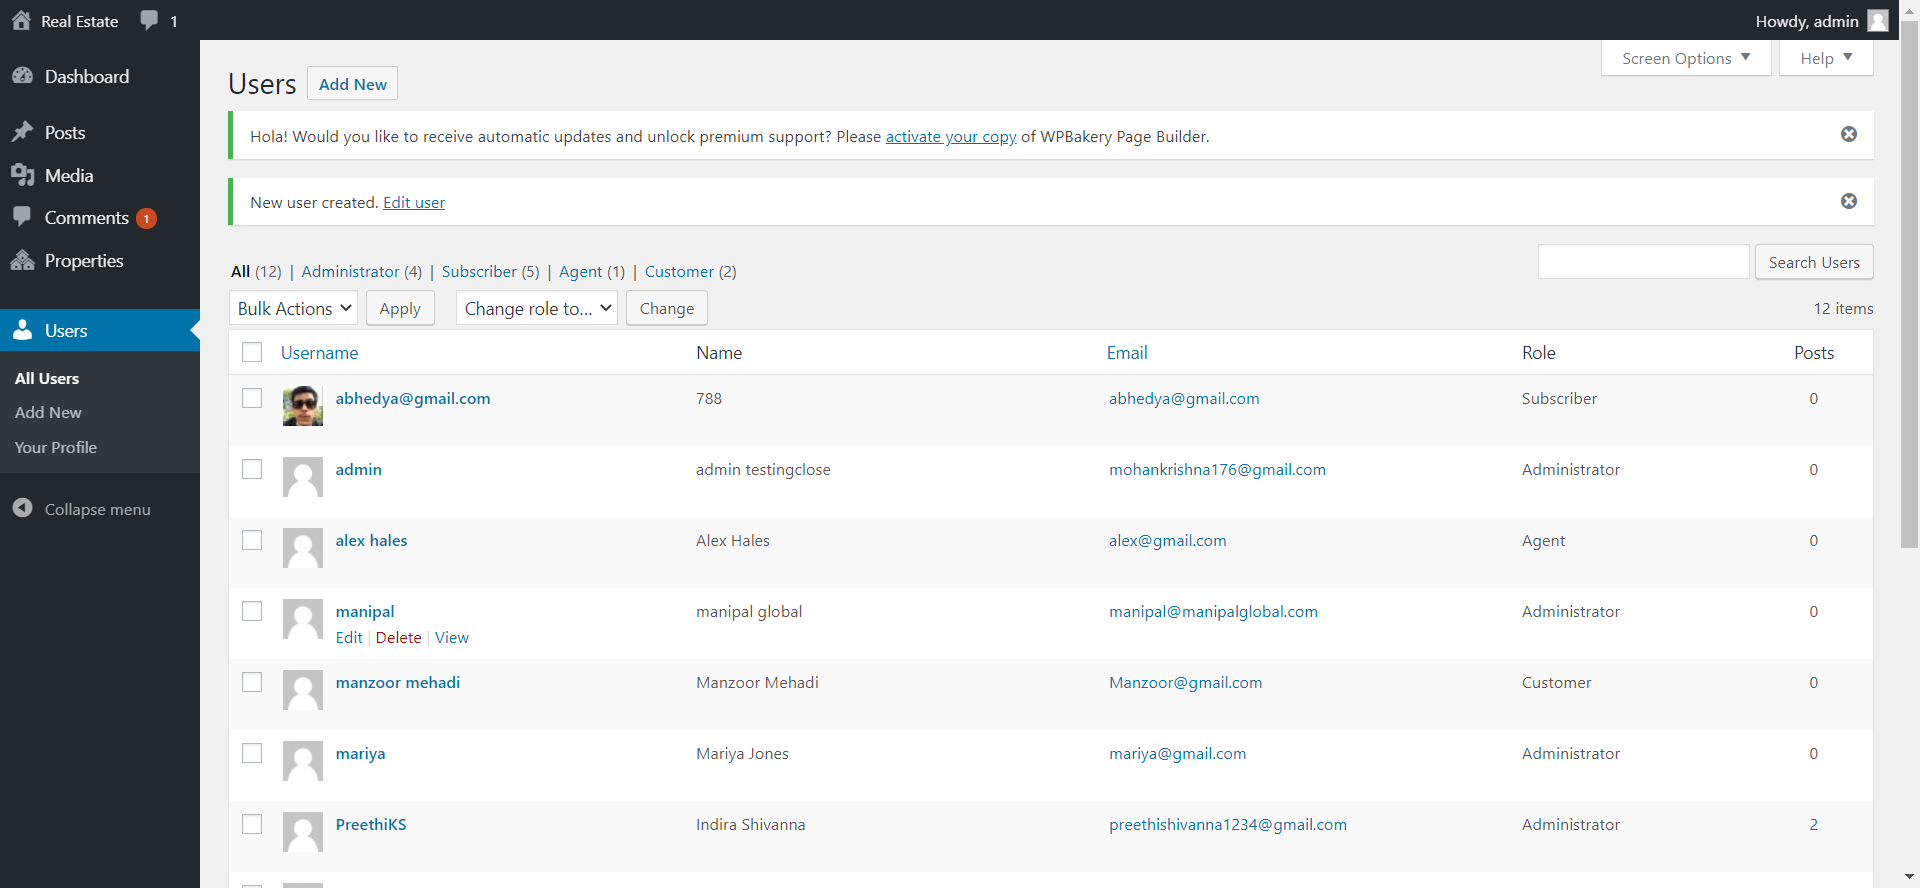 Real Estate 1 Howdy, admin
Dashboard
Posts
Media
Comments 1
Properties
Users
All Users
Add New
Your Profile
Collapse menu
Screen Options Help
Users Add New
Hola! Would you like to receive automatic updates and unlock premium support? Please activate your copy of WPBakery Page Builder.
New user created. Edit user
All (12) | Administrator (4) | Subscriber (5) | Agent (1) | Customer (2)
Search Users
Bulk Actions Apply Change role to... Change 12 items
Username Name Email Role Posts
abhedya@gmail.com 788 abhedya@gmail.com Subscriber 0
admin admin testingclose mohankrishna176@gmail.com Administrator 0
alex hales Alex Hales alex@gmail.com Agent 0
manipal manipal global manipal@manipalglobal.com Administrator 0
Edit | Delete | View
manzoor mehadi Manzoor Mehadi Manzoor@gmail.com Customer 0
mariya Mariya Jones mariya@gmail.com Administrator 0
PreethiKS Indira Shivanna preethishivanna1234@gmail.com Administrator 2